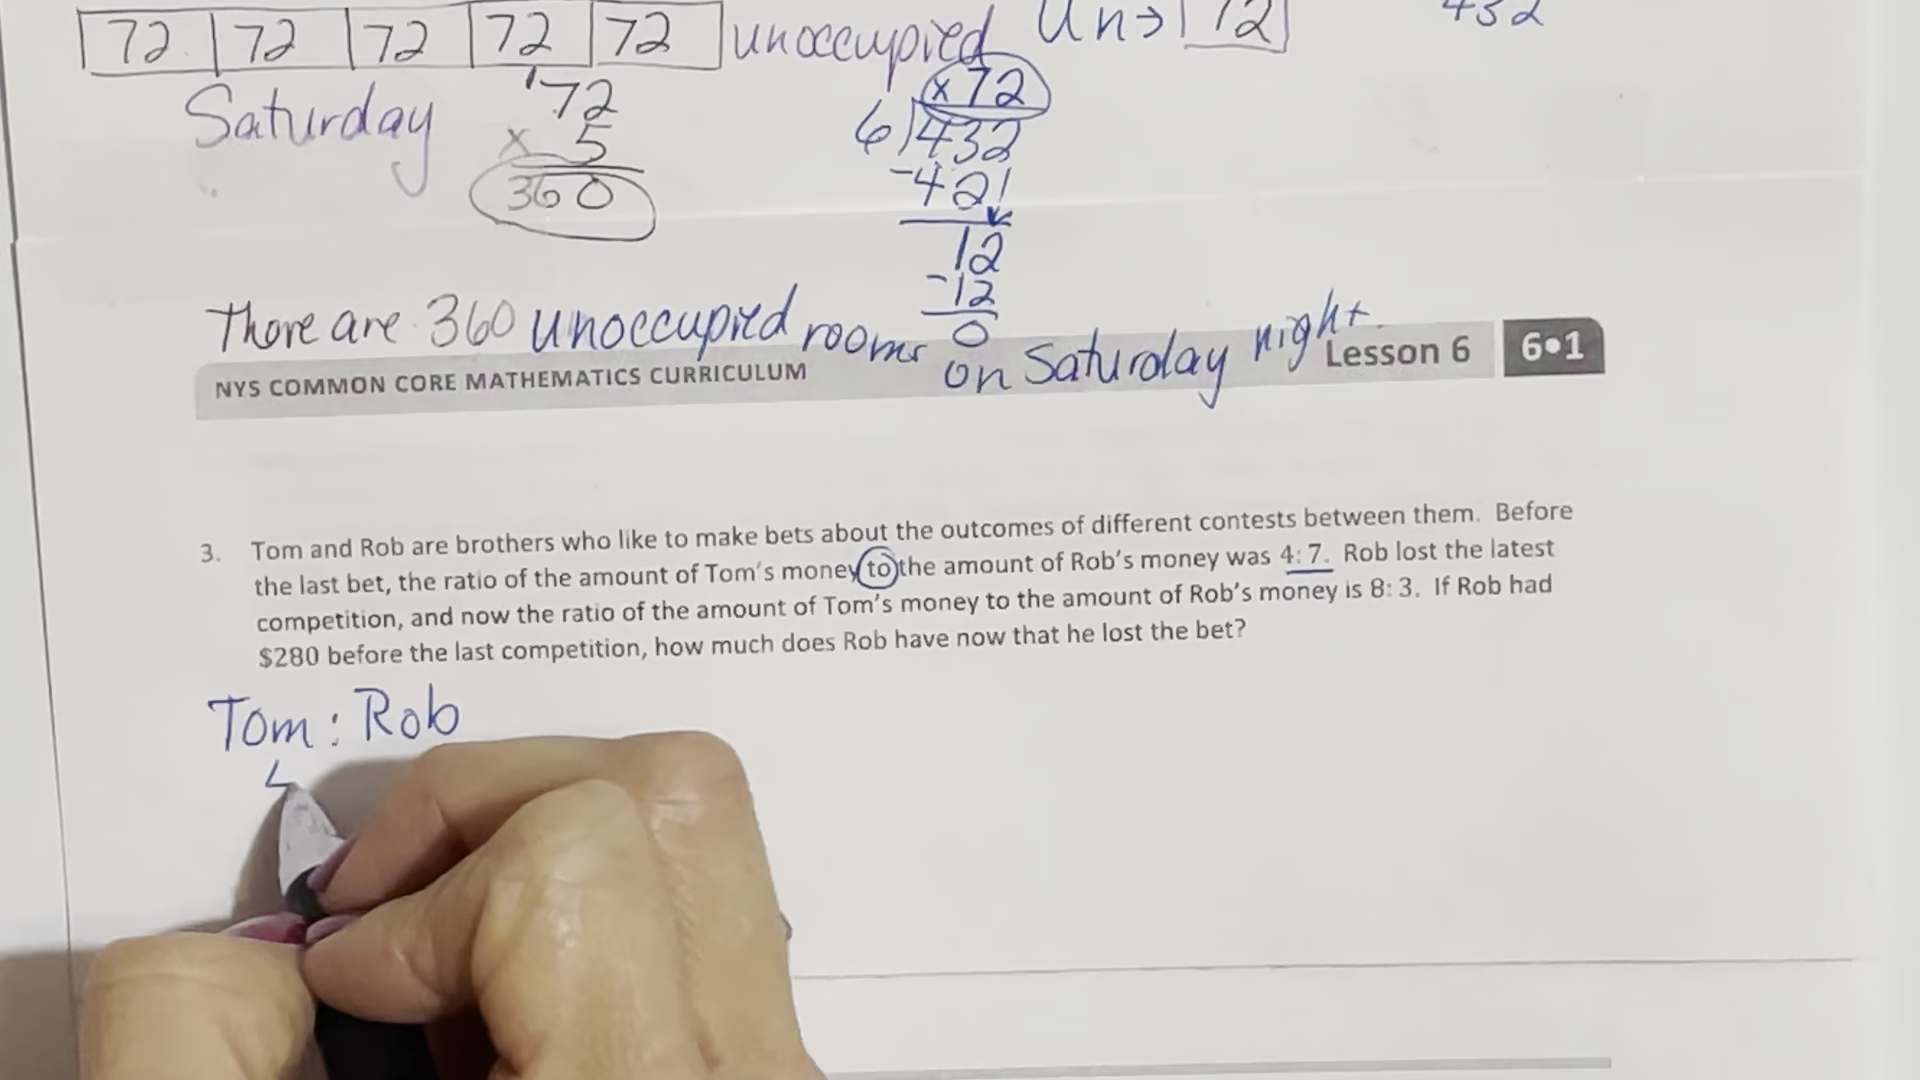 72 72 72 72 72 unoccupied Un→ 72 432
Saturday
72
x 5
360
x 72
6)432
-42
12
-12
0
There are 360 unoccupied rooms on Saturday night.
NYS COMMON CORE MATHEMATICS CURRICULUM Lesson 6 6•1
3. Tom and Rob are brothers who like to make bets about the outcomes of different contests between them. Before
the last bet, the ratio of the amount of Tom's money to the amount of Rob's money was 4:7. Rob lost the latest
competition, and now the ratio of the amount of Tom's money to the amount of Rob's money is 8:3. If Rob had
$280 before the last competition, how much does Rob have now that he lost the bet?
Tom : Rob